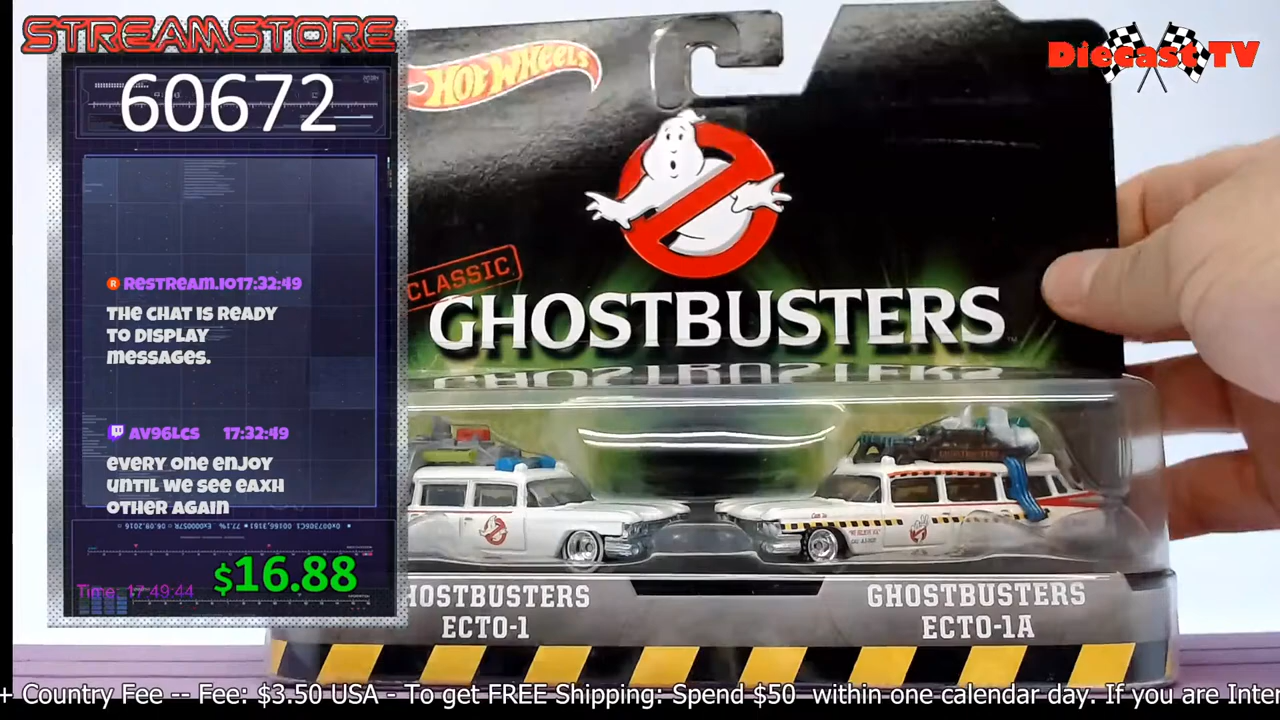 STREAMSTORE
60672
Restream.io17:32:49
THE CHAT IS READY
TO DISPLAY
MESSAGES.
AV96LCS 17:32:49
EVERY ONE ENJOY
UNTIL WE SEE EAXH
OTHER AGAIN
Time: 17:49:44
$16.88
HOT WHEELS
CLASSIC
GHOSTBUSTERS
TM
GHOSTBUSTERS
HOSTBUSTERS
ECTO-1
GHOSTBUSTERS
ECTO-1A
Diecast TV
+ Country Fee -- Fee: $3.50 USA - To get FREE Shipping: Spend $50 within one calendar day. If you are Inter